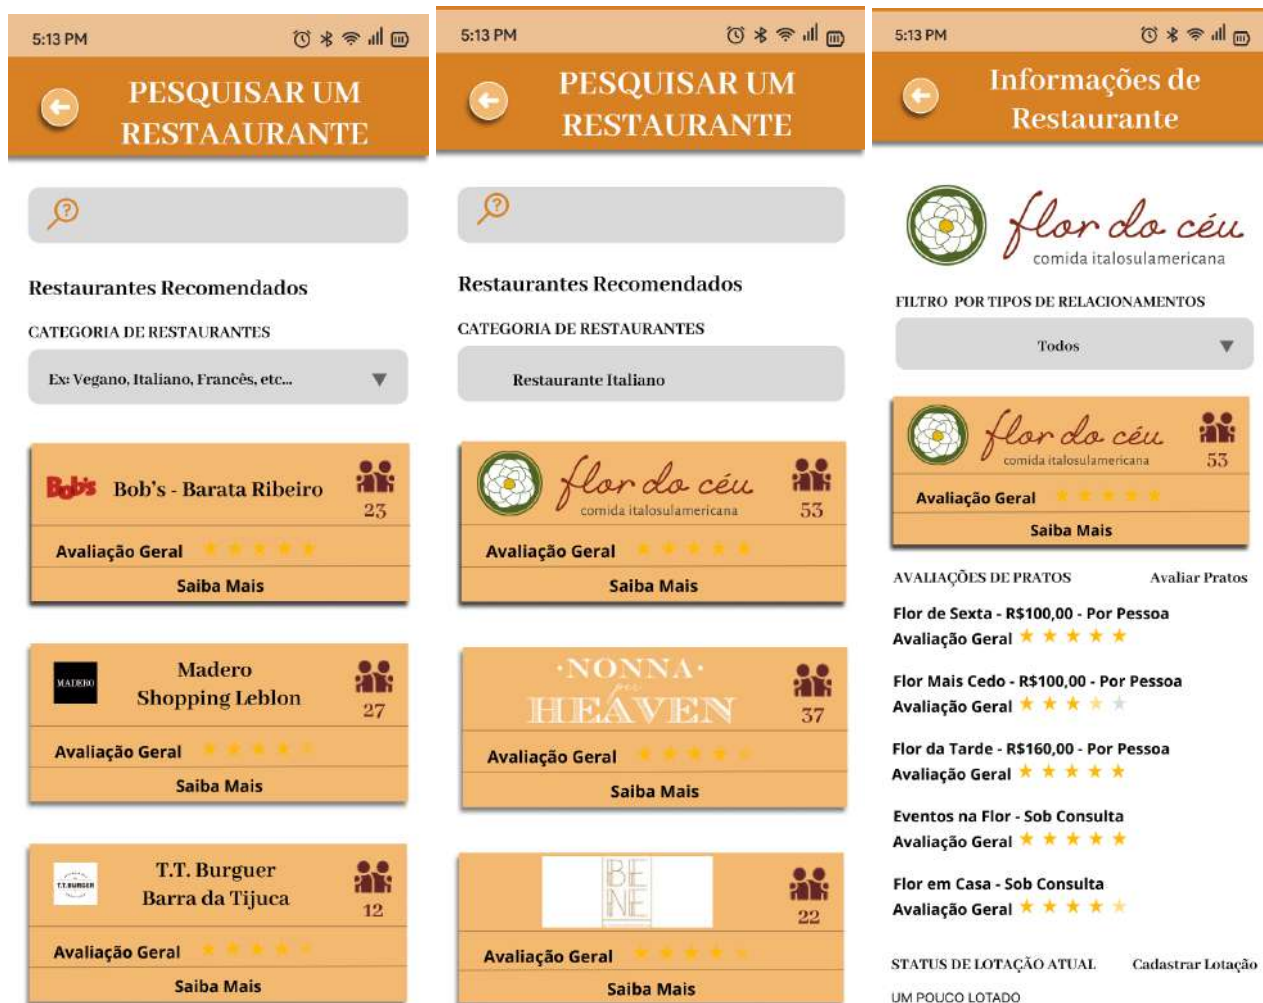 5:13 PM
PESQUISAR UM
RESTAAURANTE
?
Restaurantes Recomendados
CATEGORIA DE RESTAURANTES
Ex: Vegano, Italiano, Francês, etc...
Bob's
Bob's - Barata Ribeiro
23
Avaliação Geral
Saiba Mais
MADERO
Madero
Shopping Leblon
27
Avaliação Geral
Saiba Mais
T.T.BURGER
T.T. Burguer
Barra da Tijuca
12
Avaliação Geral
Saiba Mais
5:13 PM
PESQUISAR UM
RESTAURANTE
?
Restaurantes Recomendados
CATEGORIA DE RESTAURANTES
Restaurante Italiano
flor do céu
comida italosulamericana
53
Avaliação Geral
Saiba Mais
·NONNA·
per
HEAVEN
37
Avaliação Geral
Saiba Mais
BE
NE
22
Avaliação Geral
Saiba Mais
5:13 PM
Informações de
Restaurante
flor do céu
comida italosulamericana
FILTRO POR TIPOS DE RELACIONAMENTOS
Todos
flor do céu
comida italosulamericana
53
Avaliação Geral
Saiba Mais
AVALIAÇÕES DE PRATOS Avaliar Pratos
Flor de Sexta - R$100,00 - Por Pessoa
Avaliação Geral
Flor Mais Cedo - R$100,00 - Por Pessoa
Avaliação Geral
Flor da Tarde - R$160,00 - Por Pessoa
Avaliação Geral
Eventos na Flor - Sob Consulta
Avaliação Geral
Flor em Casa - Sob Consulta
Avaliação Geral
STATUS DE LOTAÇÃO ATUAL Cadastrar Lotação
UM POUCO LOTADO